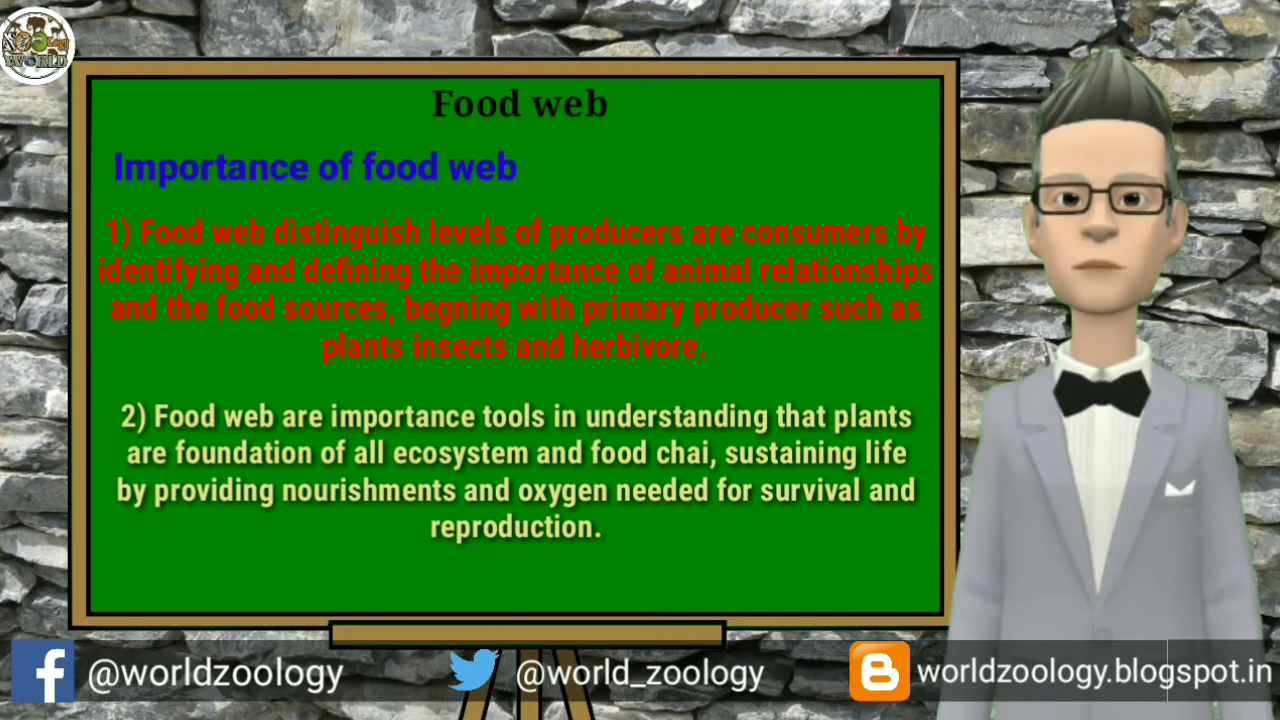 WORLD
Food web
Importance of food web
1) Food web distinguish levels of producers are consumers by
identifying and defining the importance of animal relationships
and the food sources, begning with primary producer such as
plants insects and herbivore.
2) Food web are importance tools in understanding that plants
are foundation of all ecosystem and food chai, sustaining life
by providing nourishments and oxygen needed for survival and
reproduction.
@worldzoology
@world_zoology
worldzoology.blogspot.in